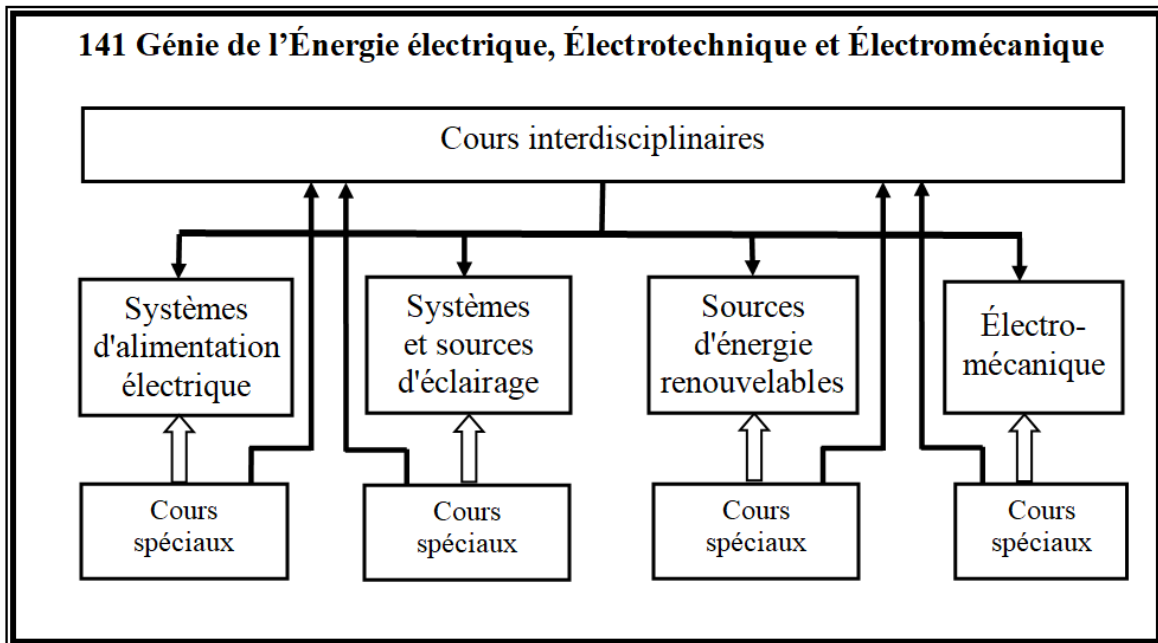 141 Génie de l’Énergie électrique, Électrotechnique et Électromécanique
Cours interdisciplinaires
Systèmes
d'alimentation
électrique
Systèmes
et sources
d'éclairage
Sources
d'énergie
renouvelables
Électro-
mécanique
Cours
spéciaux
Cours
spéciaux
Cours
spéciaux
Cours
spéciaux